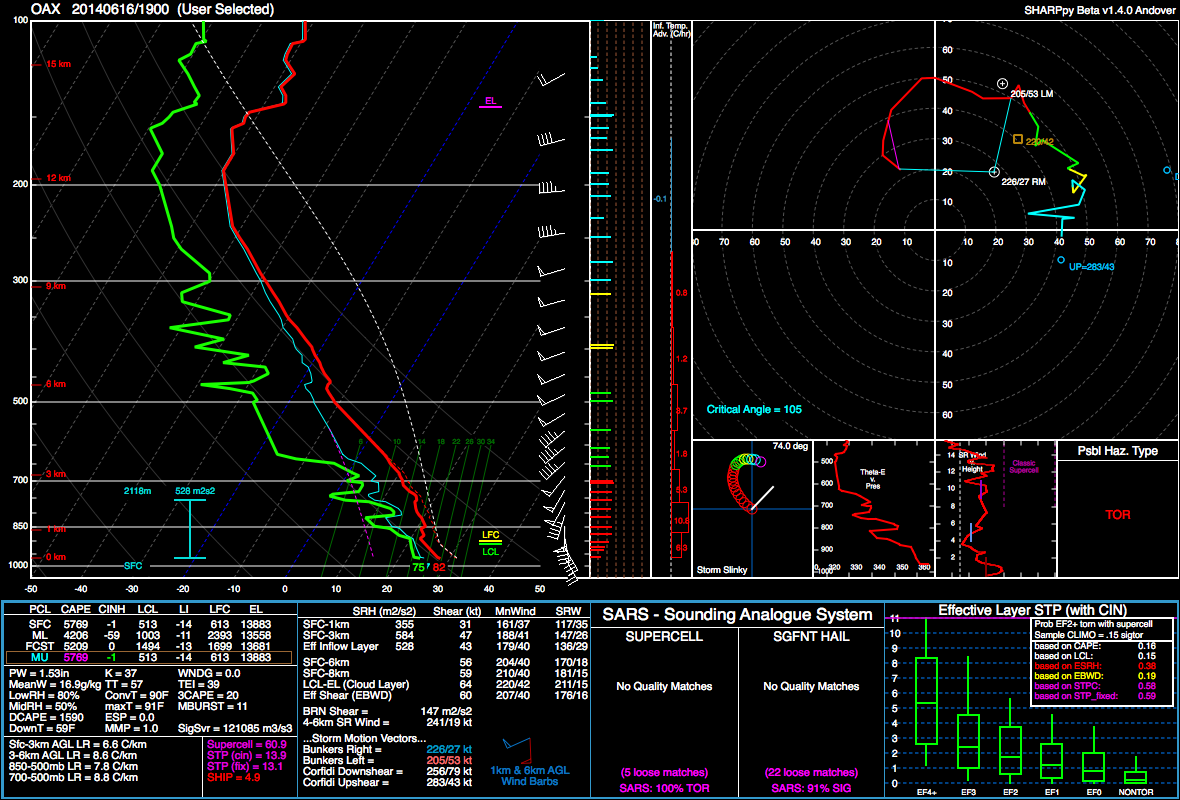 OAX 20140616/1900 (User Selected)
SHARPpy Beta v1.4.0 Andover
100
15 km
12 km
200
300
9 km
6 km
500
3 km
700
850
1 km
0 km
1000
2118m
528 m2s2
SFC
EL
LFC
LCL
75
82
6 10 14 18 22 26 30 34
-50 -40 -30 -20 -10 0 10 20 30 40 50
Inf. Temp.
Adv. (C/hr)
-0.1
0.8
1.2
3.7
1.8
5.3
10.8
6.3
60
50
40
30
20
10
205/53 LM
226/27 RM
70 60 50 40 30 20 10 10 20 30 40 50 60 70
10
20
30
40
50
60
UP=283/43
Critical Angle = 105
74.0 deg
Storm Slinky
500
600
700
800
900
Theta-E
v.
Pres
320 330 340 350 360
14
12
10
8
6
4
2
SR Wind
Height
Classic
Supercell
Psbl Haz. Type
TOR
PCL CAPE CINH LCL LI LFC EL
SFC 5769 -1 513 -14 613 13883
ML 4206 -59 1003 -11 2393 13558
FCST 5209 0 1494 -13 1699 13681
MU 5769 -1 513 -14 613 13883
PW = 1.53in K = 37 WNDG = 0.0
MeanW = 16.9g/kg TT = 57 TEI = 39
LowRH = 80% ConvT = 90F 3CAPE = 20
MidRH = 50% maxT = 91F MBURST = 11
DCAPE = 1590 ESP = 0.0
DownT = 59F MMP = 1.0 SigSvr = 121085 m3/s3
Sfc-3km AGL LR = 6.6 C/km
3-6km AGL LR = 8.6 C/km
850-500mb LR = 7.8 C/km
700-500mb LR = 8.8 C/km
Supercell = 60.9
STP (cin) = 13.9
STP (fix) = 13.1
SHIP = 4.9
SRH (m2/s2) Shear (kt) MnWind SRW
SFC-1km 355 31 161/37 117/35
SFC-3km 584 47 188/41 147/26
Eff Inflow Layer 528 43 179/40 136/29
SFC-6km 56 204/40 170/18
SFC-8km 59 210/40 181/15
LCL-EL (Cloud Layer) 64 220/42 211/15
Eff Shear (EBWD) 60 207/40 176/16
BRN Shear = 147 m2/s2
4-6km SR Wind = 241/19 kt
...Storm Motion Vectors...
Bunkers Right = 226/27 kt
Bunkers Left = 205/53 kt
Corfidi Downshear = 256/79 kt
Corfidi Upshear = 283/43 kt
1km & 6km AGL
Wind Barbs
SARS - Sounding Analogue System
SUPERCELL
SGFNT HAIL
No Quality Matches
No Quality Matches
(5 loose matches)
SARS: 100% TOR
(22 loose matches)
SARS: 91% SIG
Effective Layer STP (with CIN)
11
10
9
8
7
6
5
4
3
2
1
0
Prob EF2+ torn with supercell
Sample CLIMO = .15 sigtor
based on CAPE: 0.16
based on LCL: 0.15
based on ESRH: 0.38
based on EBWD: 0.19
based on STPC: 0.58
based on STP_fixed: 0.59
EF4+ EF3 EF2 EF1 EF0 NONTOR